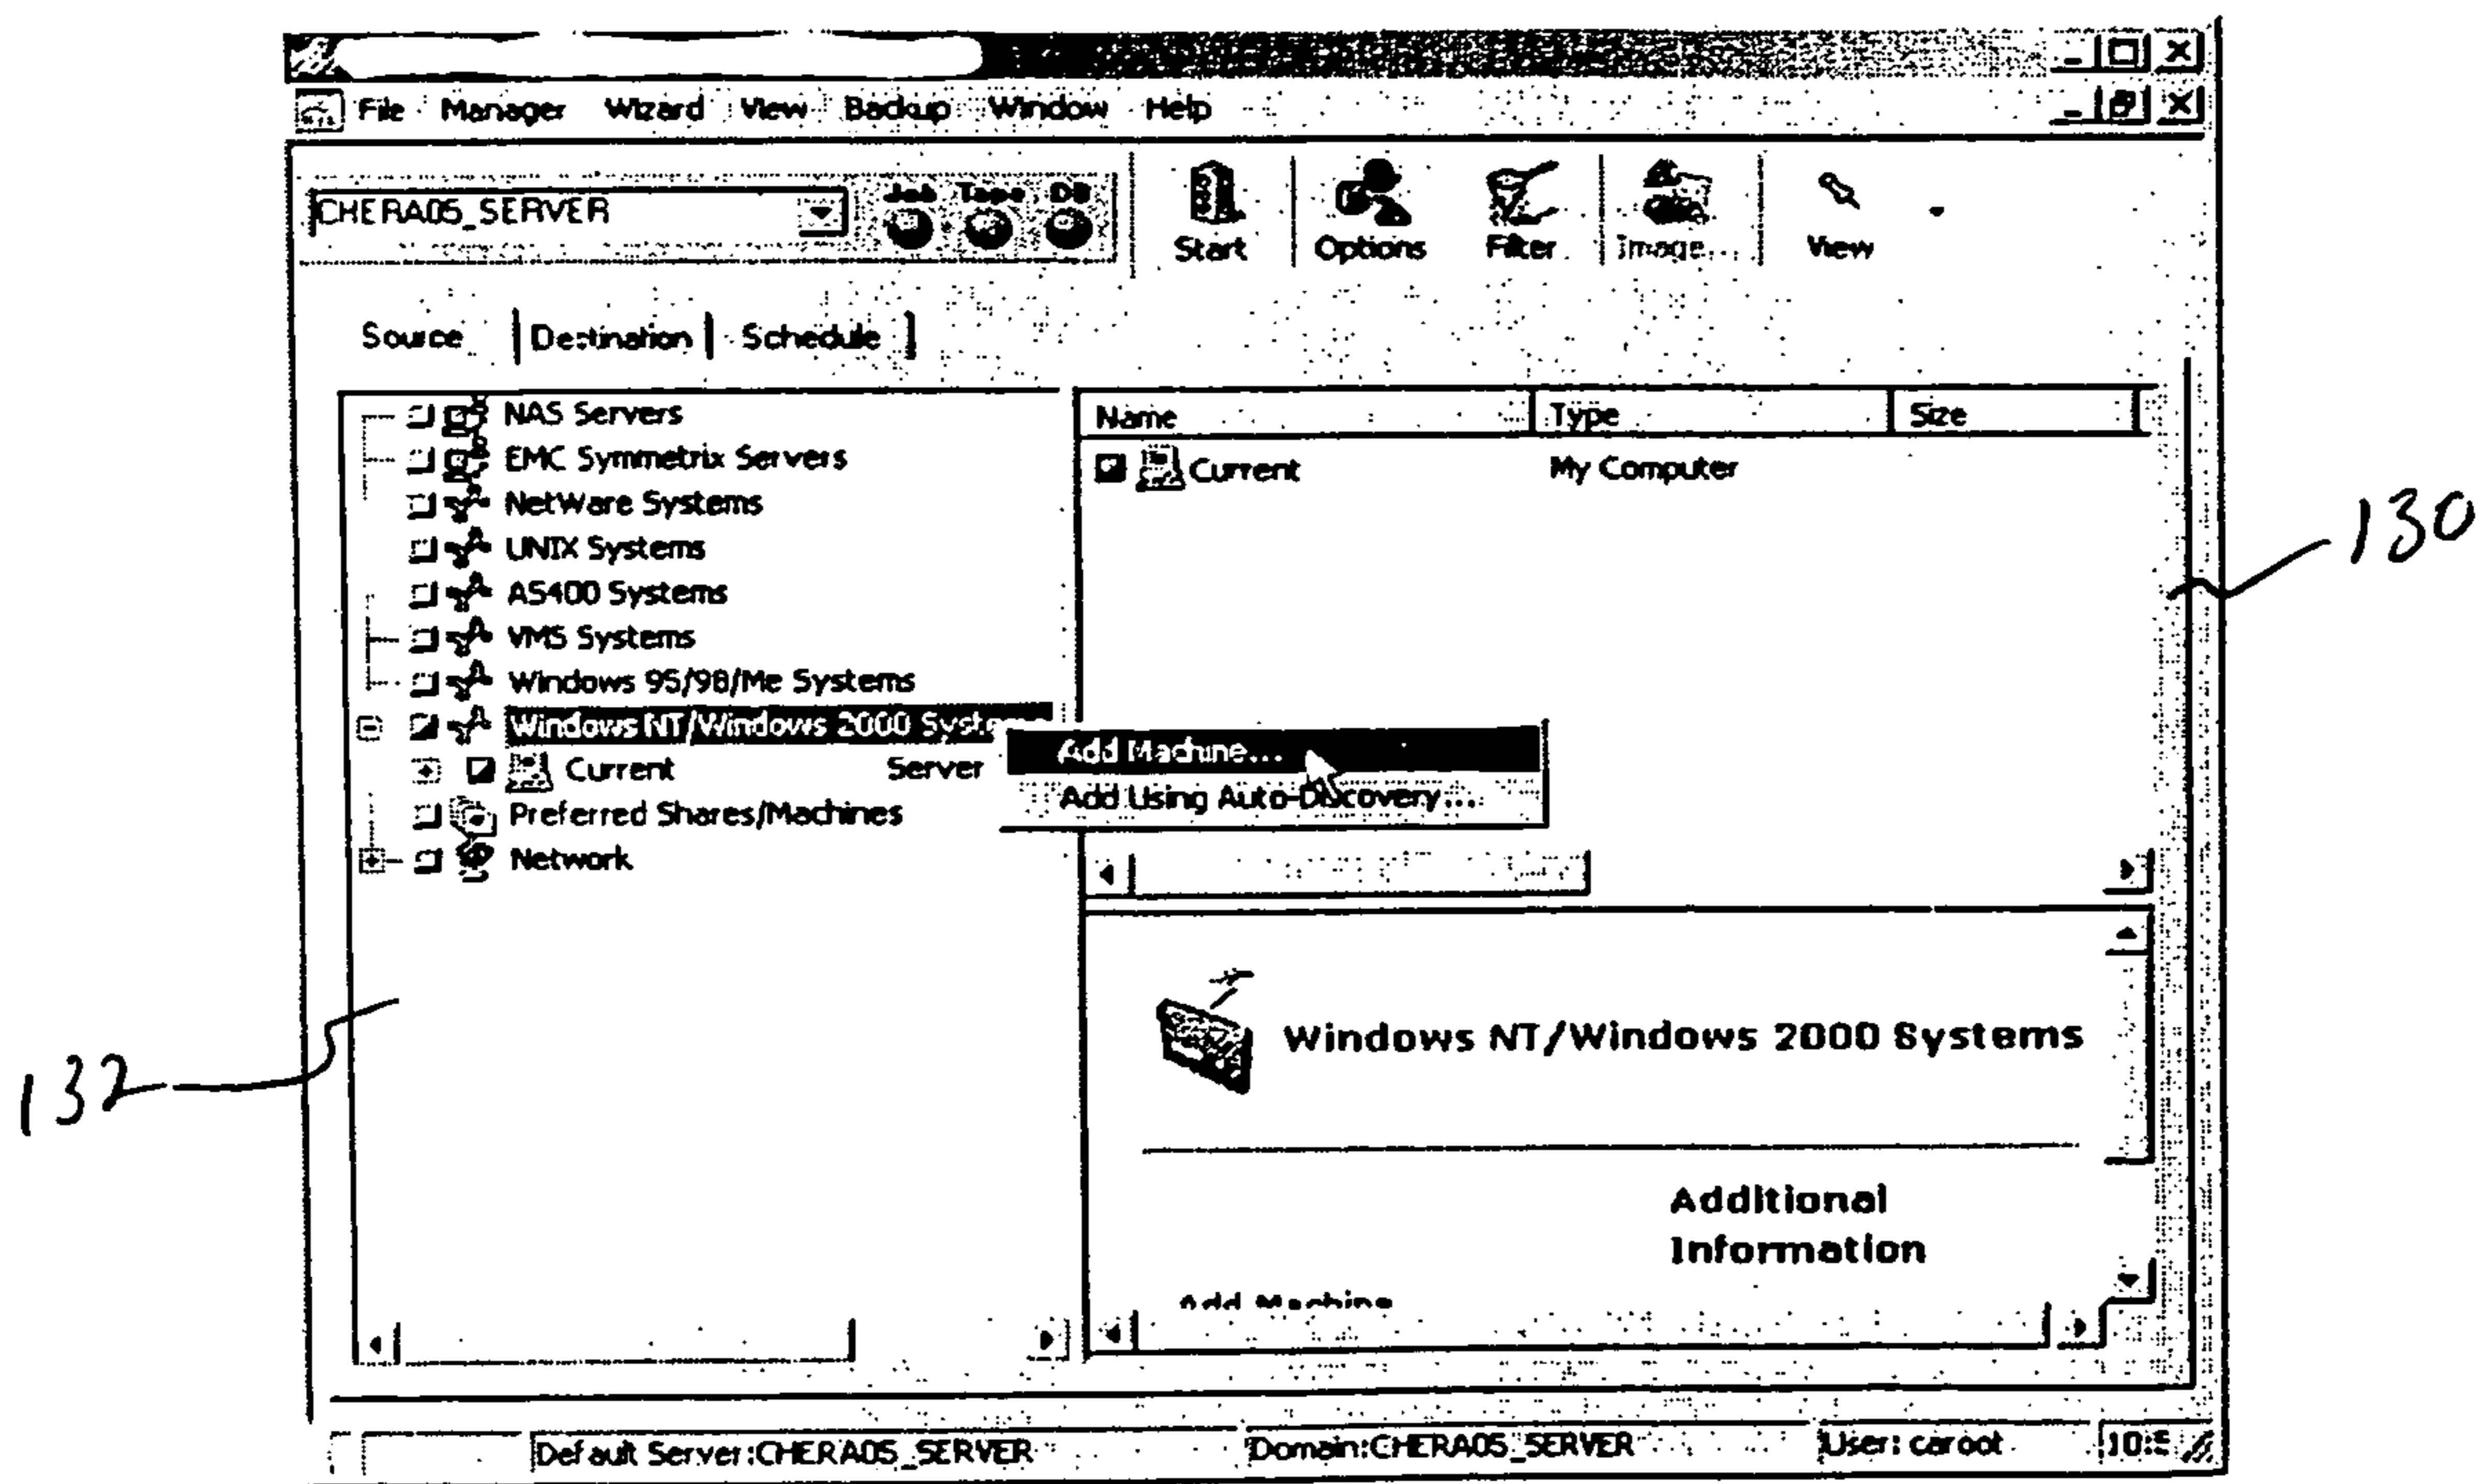 File Manager Wizard View Backup Window Help
CHERA05_SERVER
Job Tape DB
Start Options Filter Image... View
Source Destination Schedule
NAS Servers
EMC Symmetrix Servers
NetWare Systems
UNIX Systems
AS400 Systems
VMS Systems
Windows 95/98/Me Systems
Windows NT/Windows 2000 Systems
Current Server
Preferred Shares/Machines
Network
Name Type Size
Current My Computer
Add Machine...
Add Using Auto-Discovery...
130
132
Windows NT/Windows 2000 Systems
Additional
Information
Add Machine
Default Server:CHERA05_SERVER Domain:CHERA05_SERVER User: caroot